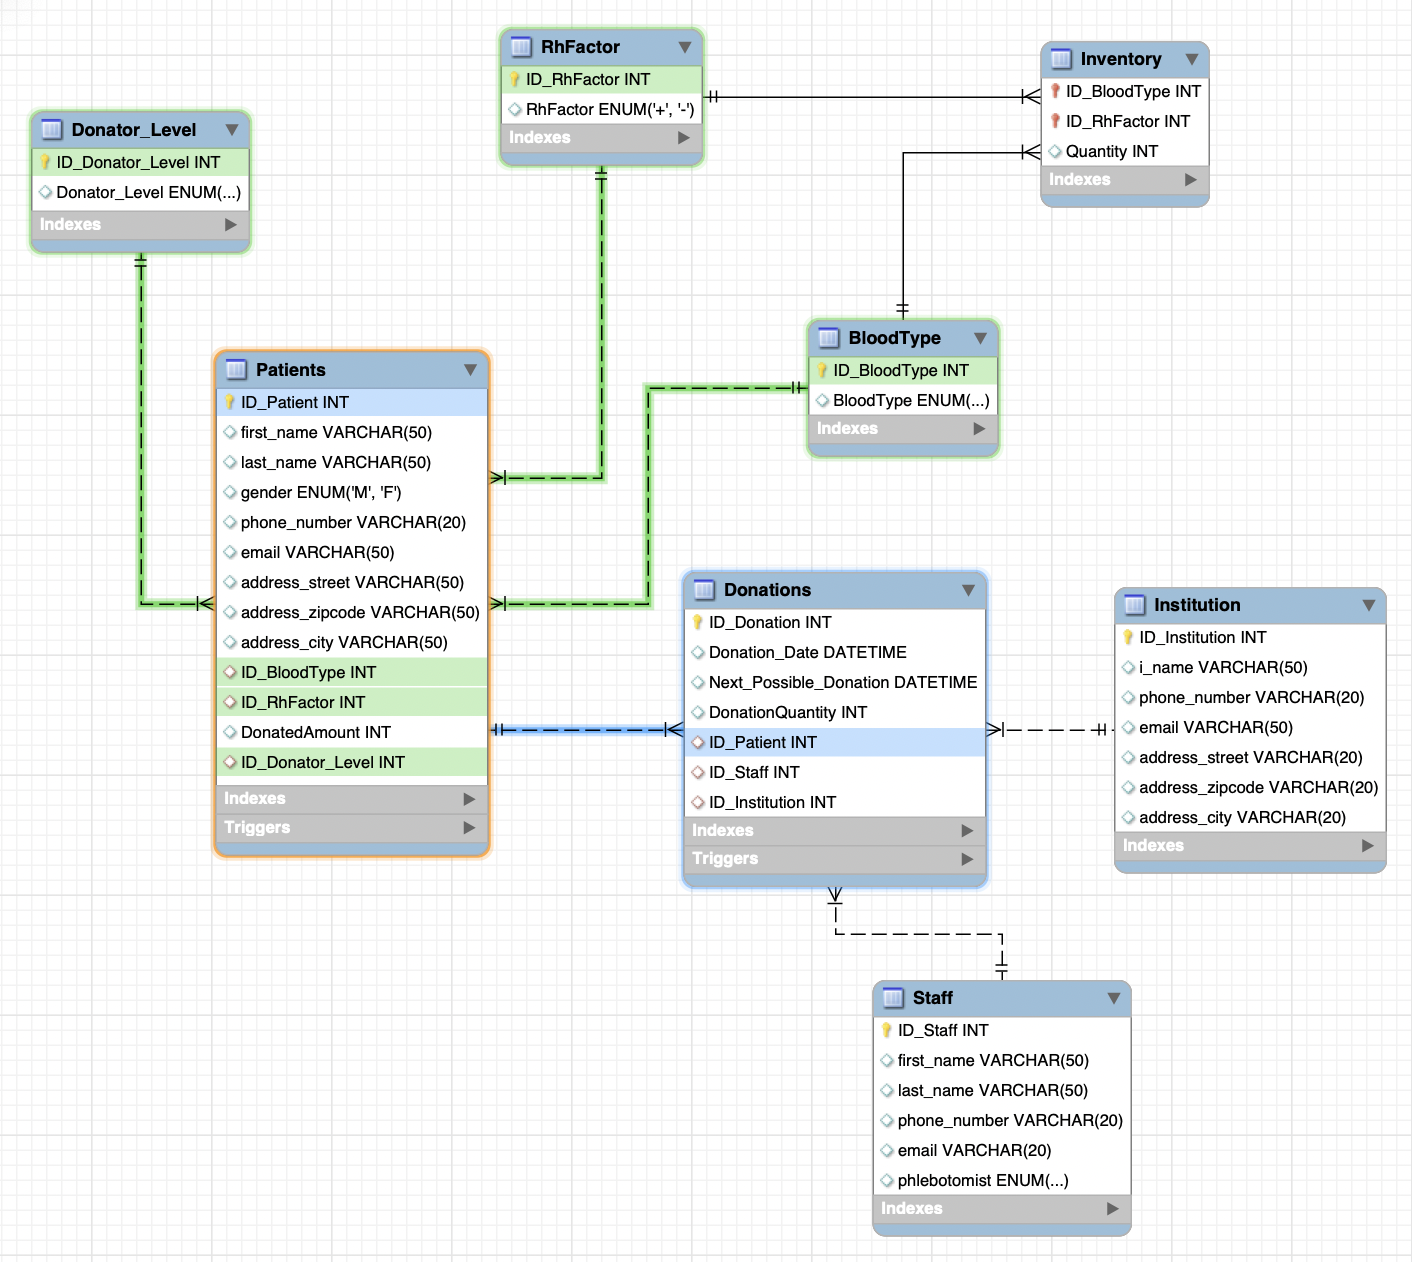 RhFactor
ID_RhFactor INT
RhFactor ENUM('+', '-')
Indexes
Inventory
ID_BloodType INT
ID_RhFactor INT
Quantity INT
Indexes
Donator_Level
ID_Donator_Level INT
Donator_Level ENUM(...)
Indexes
BloodType
ID_BloodType INT
BloodType ENUM(...)
Indexes
Patients
ID_Patient INT
first_name VARCHAR(50)
last_name VARCHAR(50)
gender ENUM('M', 'F')
phone_number VARCHAR(20)
email VARCHAR(50)
address_street VARCHAR(50)
address_zipcode VARCHAR(50)
address_city VARCHAR(50)
ID_BloodType INT
ID_RhFactor INT
DonatedAmount INT
ID_Donator_Level INT
Indexes
Triggers
Donations
ID_Donation INT
Donation_Date DATETIME
Next_Possible_Donation DATETIME
DonationQuantity INT
ID_Patient INT
ID_Staff INT
ID_Institution INT
Indexes
Triggers
Institution
ID_Institution INT
i_name VARCHAR(50)
phone_number VARCHAR(20)
email VARCHAR(50)
address_street VARCHAR(20)
address_zipcode VARCHAR(20)
address_city VARCHAR(20)
Indexes
Staff
ID_Staff INT
first_name VARCHAR(50)
last_name VARCHAR(50)
phone_number VARCHAR(20)
email VARCHAR(20)
phlebotomist ENUM(...)
Indexes